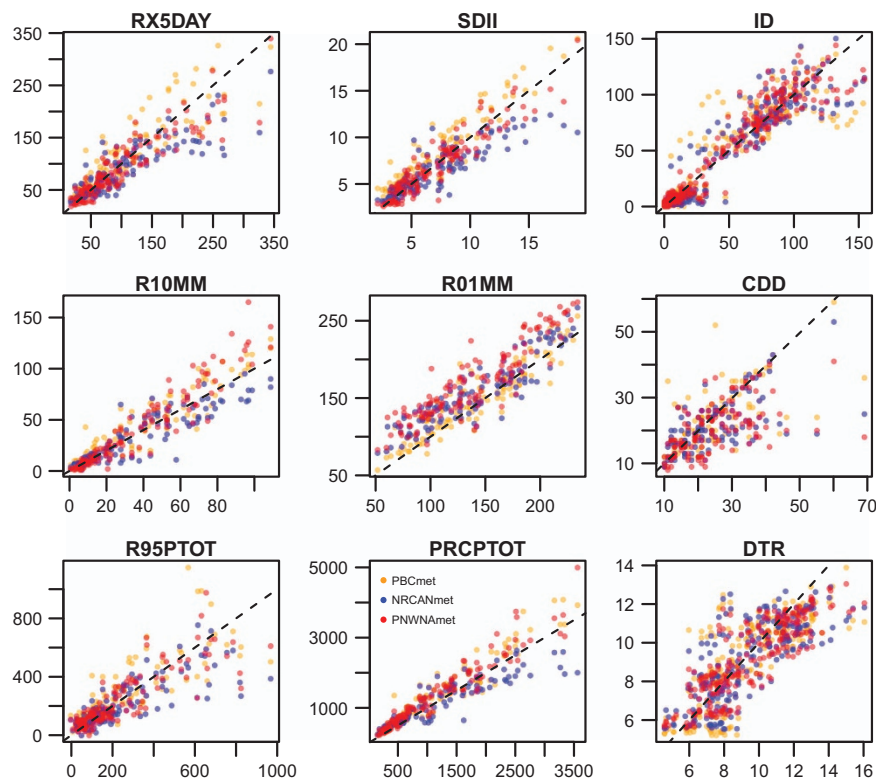 RX5DAY SDII ID
350
250
150
50
50 150 250 350
20
15
10
5
5 10 15
150
100
50
0
0 50 100 150
R10MM R01MM CDD
150
100
50
0
0 20 40 60 80
250
150
50
50 100 150 200
50
30
10
10 20 30 40 50 60 70
R95PTOT PRCPTOT DTR
800
400
0
0 200 600 1000
5000
3000
1000
500 1500 2500 3500
PBCmet
NRCANmet
PNWNAmet
14
12
10
8
6
6 8 10 12 14 16